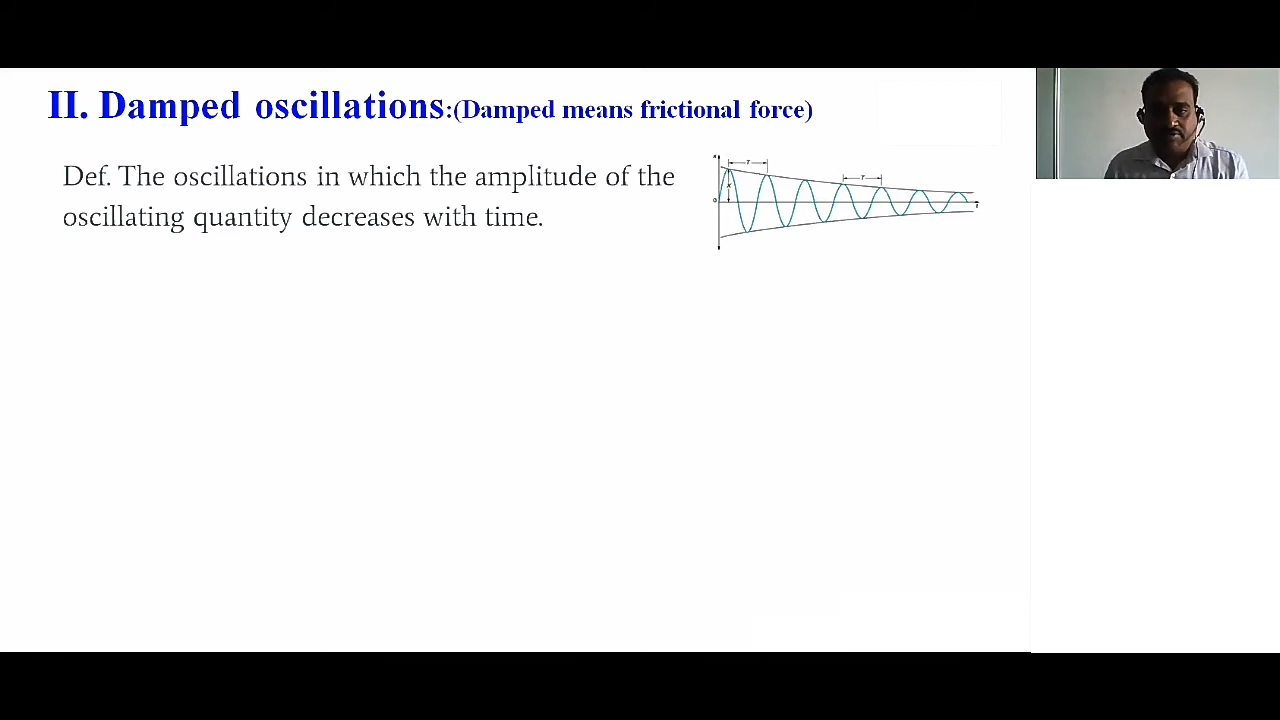 II. Damped oscillations:(Damped means frictional force)
Def. The oscillations in which the amplitude of the
oscillating quantity decreases with time.
x
T
T
0
t